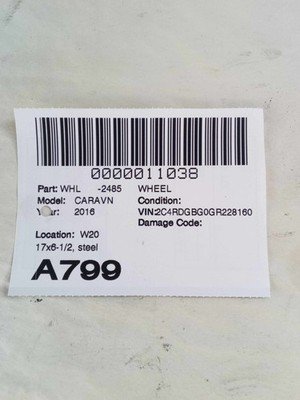 0000011038
Part: WHL -2485 WHEEL
Model: CARAVN Condition:
Year: 2016 VIN:2C4RDGBG0GR228160
Damage Code:
Location: W20
17x6-1/2, steel
A799